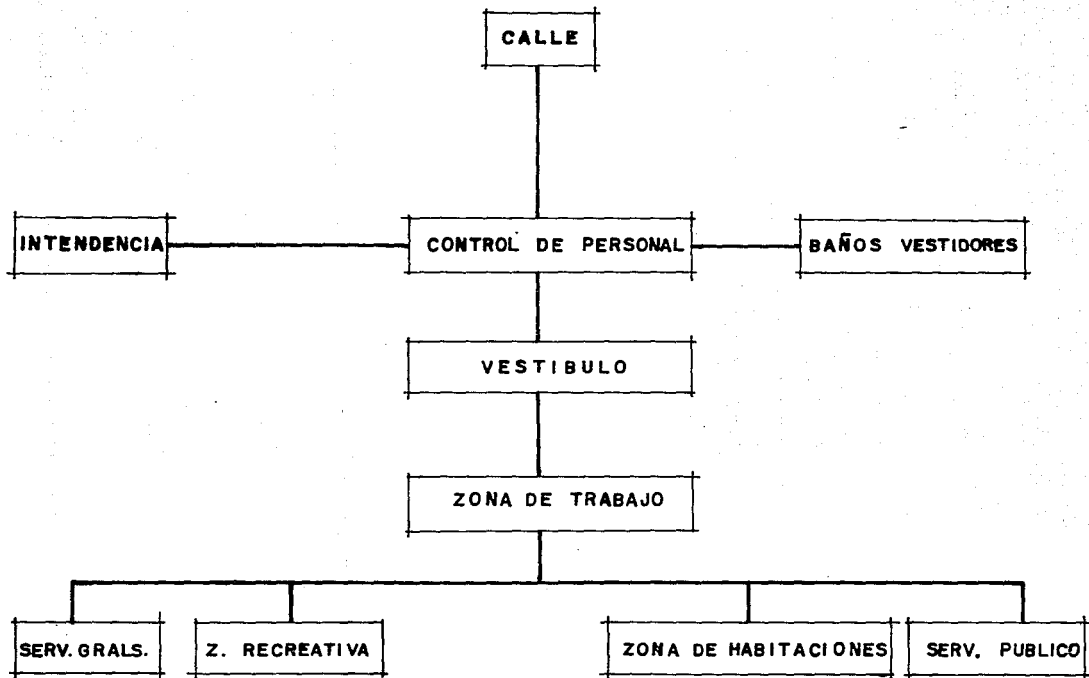 CALLE
INTENDENCIA
CONTROL DE PERSONAL
BAÑOS VESTIDORES
VESTIBULO
ZONA DE TRABAJO
SERV. GRALS.
Z. RECREATIVA
ZONA DE HABITACIONES
SERV. PUBLICO